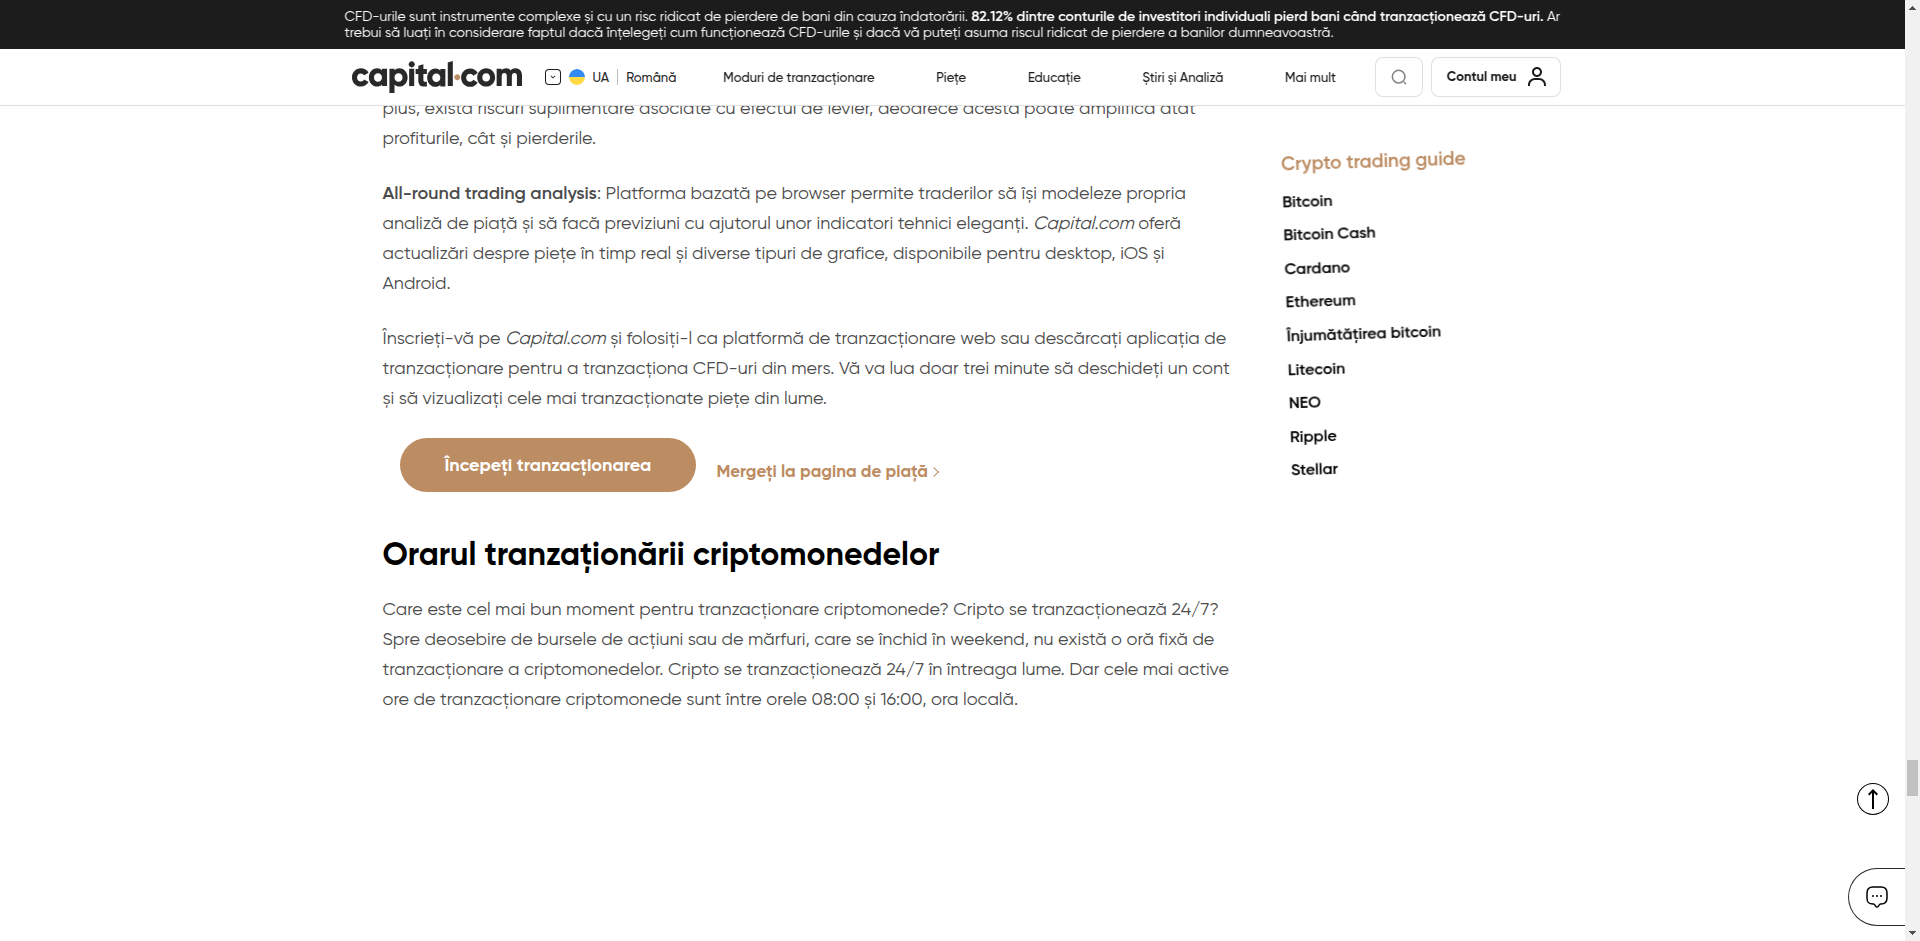 CFD-urile sunt instrumente complexe și cu un risc ridicat de pierdere de bani din cauza îndatorării. 82.12% dintre conturile de investitori individuali pierd bani când tranzacționează CFD-uri. Ar
trebui să luați în considerare faptul dacă înțelegeți cum funcționează CFD-urile și dacă vă puteți asuma riscul ridicat de pierdere a banilor dumneavoastră.
capital.com
UA | Română
Moduri de tranzacționare
Piețe
Educație
Știri și Analiză
Mai mult
Contul meu
plus, există riscuri suplimentare asociate cu efectul de levier, deoarece acesta poate amplifica atât
profiturile, cât și pierderile.
All-round trading analysis: Platforma bazată pe browser permite traderilor să își modeleze propria
analiză de piață și să facă previziuni cu ajutorul unor indicatori tehnici eleganți. Capital.com oferă
actualizări despre piețe în timp real și diverse tipuri de grafice, disponibile pentru desktop, iOS și
Android.
Înscrieți-vă pe Capital.com și folosiți-l ca platformă de tranzacționare web sau descărcați aplicația de
tranzacționare pentru a tranzacționa CFD-uri din mers. Vă va lua doar trei minute să deschideți un cont
și să vizualizați cele mai tranzacționate piețe din lume.
Începeți tranzacționarea
Mergeți la pagina de piață
Orarul tranzaționării criptomonedelor
Care este cel mai bun moment pentru tranzacționare criptomonede? Cripto se tranzacționează 24/7?
Spre deosebire de bursele de acțiuni sau de mărfuri, care se închid în weekend, nu există o oră fixă de
tranzacționare a criptomonedelor. Cripto se tranzacționează 24/7 în întreaga lume. Dar cele mai active
ore de tranzacționare criptomonede sunt între orele 08:00 și 16:00, ora locală.
Crypto trading guide
Bitcoin
Bitcoin Cash
Cardano
Ethereum
Înjumătățirea bitcoin
Litecoin
NEO
Ripple
Stellar